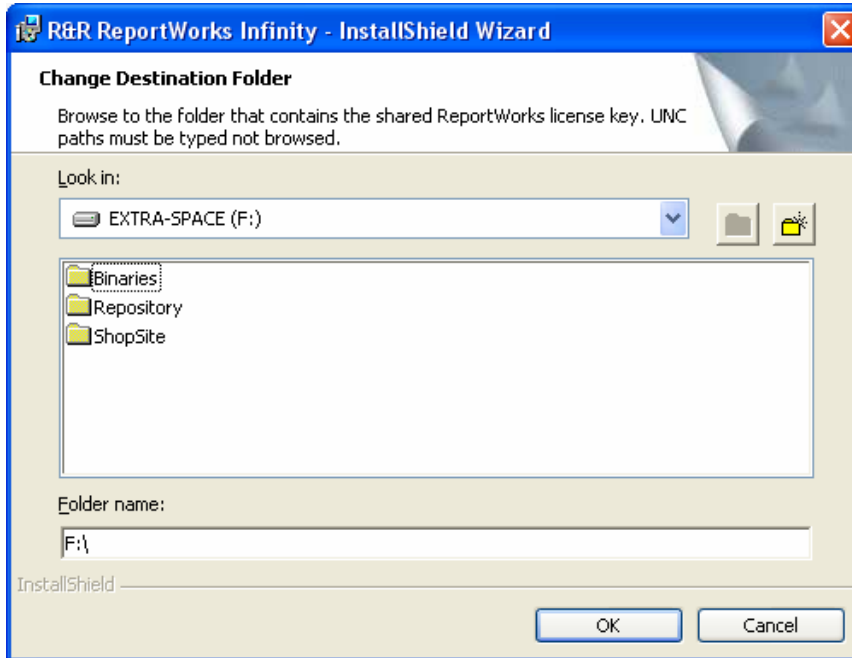 R&R ReportWorks Infinity - InstallShield Wizard
Change Destination Folder
Browse to the folder that contains the shared ReportWorks license key. UNC
paths must be typed not browsed.
Look in:
EXTRA-SPACE (F:)
Binaries
Repository
ShopSite
Folder name:
F:\
InstallShield
OK Cancel